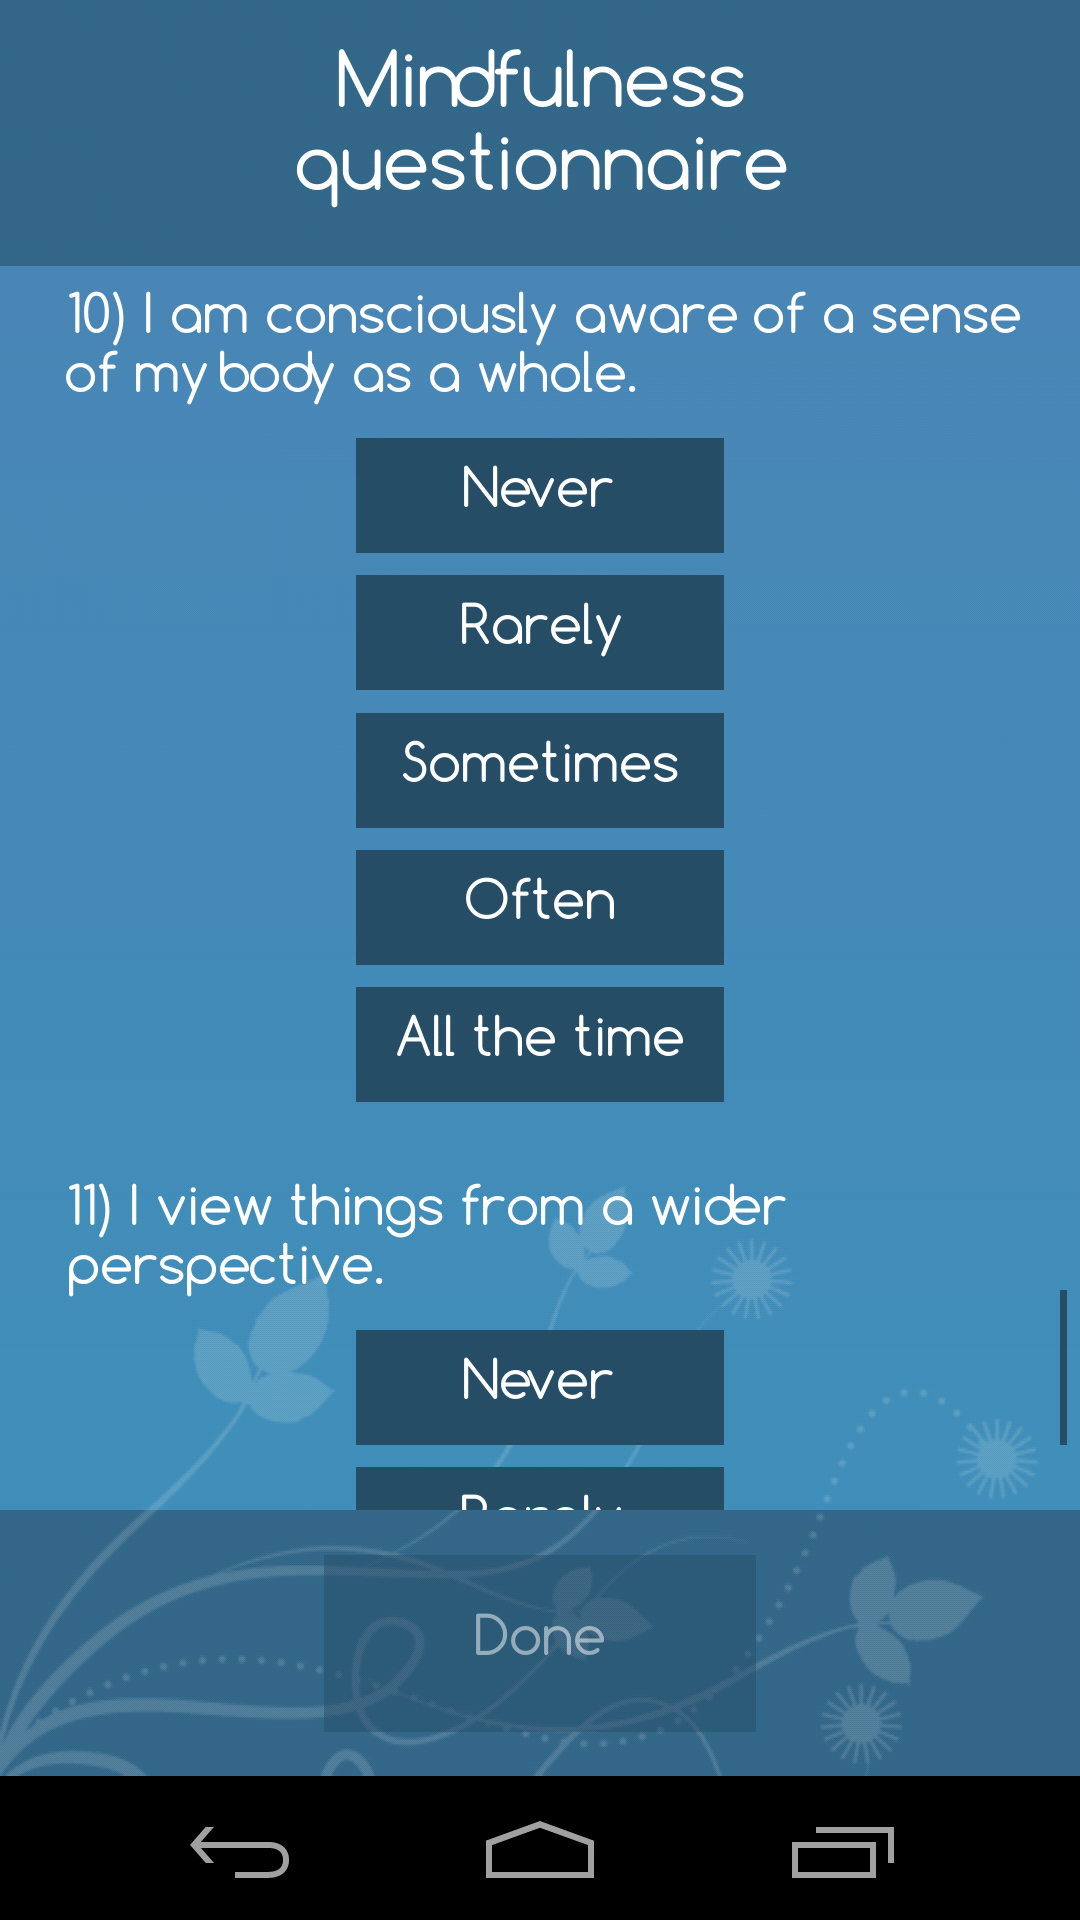 Mindfulness
questionnaire
10) I am consciously aware of a sense
of my body as a whole.
Never
Rarely
Sometimes
Often
All the time
11) I view things from a wider
perspective.
Never
Rarely
Done